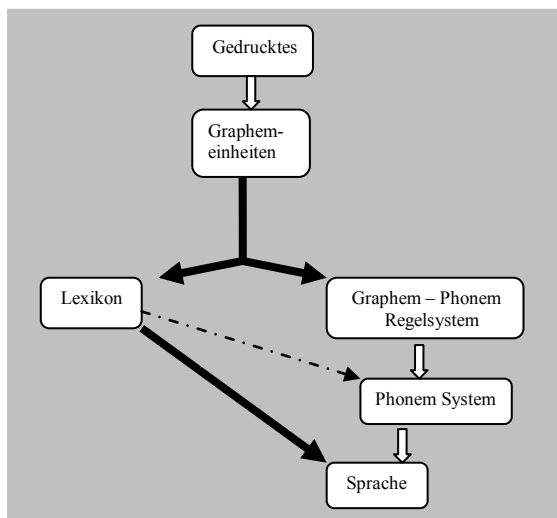 Gedrucktes
Graphem-
einheiten
Lexikon
Graphem – Phonem
Regelsystem
Phonem System
Sprache